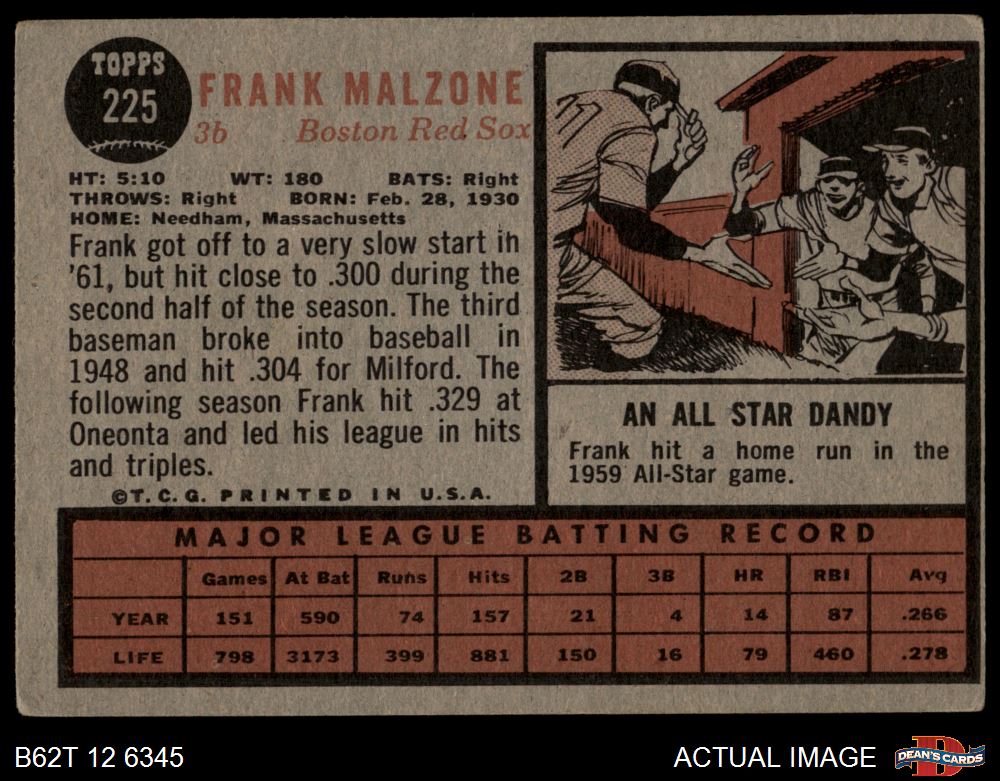 TOPPS
225
FRANK MALZONE
3b Boston Red Sox
HT: 5:10 WT: 180 BATS: Right
THROWS: Right BORN: Feb. 28, 1930
HOME: Needham, Massachusetts
Frank got off to a very slow start in
'61, but hit close to .300 during the
second half of the season. The third
baseman broke into baseball in
1948 and hit .304 for Milford. The
following season Frank hit .329 at
Oneonta and led his league in hits
and triples.
©T.C.G. PRINTED IN U.S.A.
11
AN ALL STAR DANDY
Frank hit a home run in the
1959 All-Star game.
MAJOR LEAGUE BATTING RECORD
Games At Bat Runs Hits 2B 3B HR RBI Avg
YEAR 151 590 74 157 21 4 14 87 .266
LIFE 798 3173 399 881 150 16 79 460 .278
B62T 12 6345
ACTUAL IMAGE
D
DEAN'S CARDS